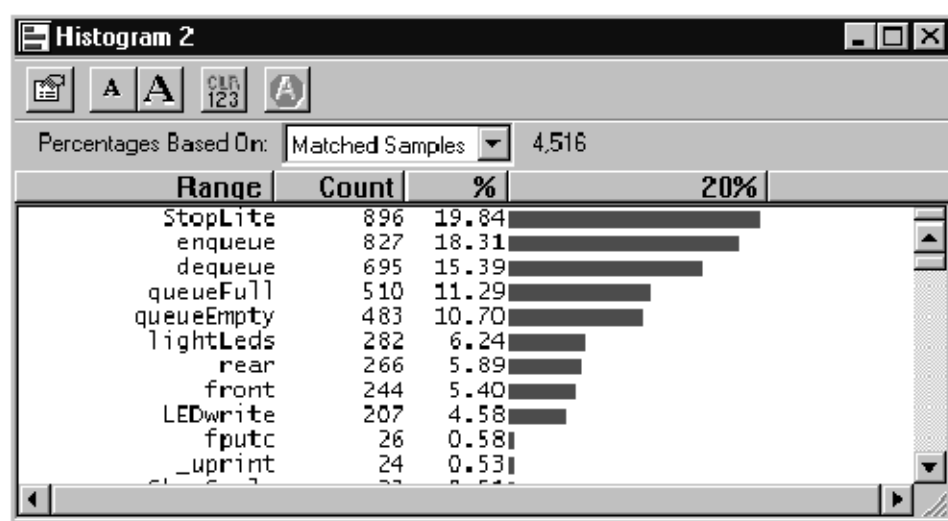 Histogram 2
A A CLR 123 A
Percentages Based On: Matched Samples 4,516
Range Count % 20%
StopLite 896 19.84
enqueue 827 18.31
dequeue 695 15.39
queueFull 510 11.29
queueEmpty 483 10.70
lightLeds 282 6.24
rear 266 5.89
front 244 5.40
LEDwrite 207 4.58
fputc 26 0.58
_uprint 24 0.53